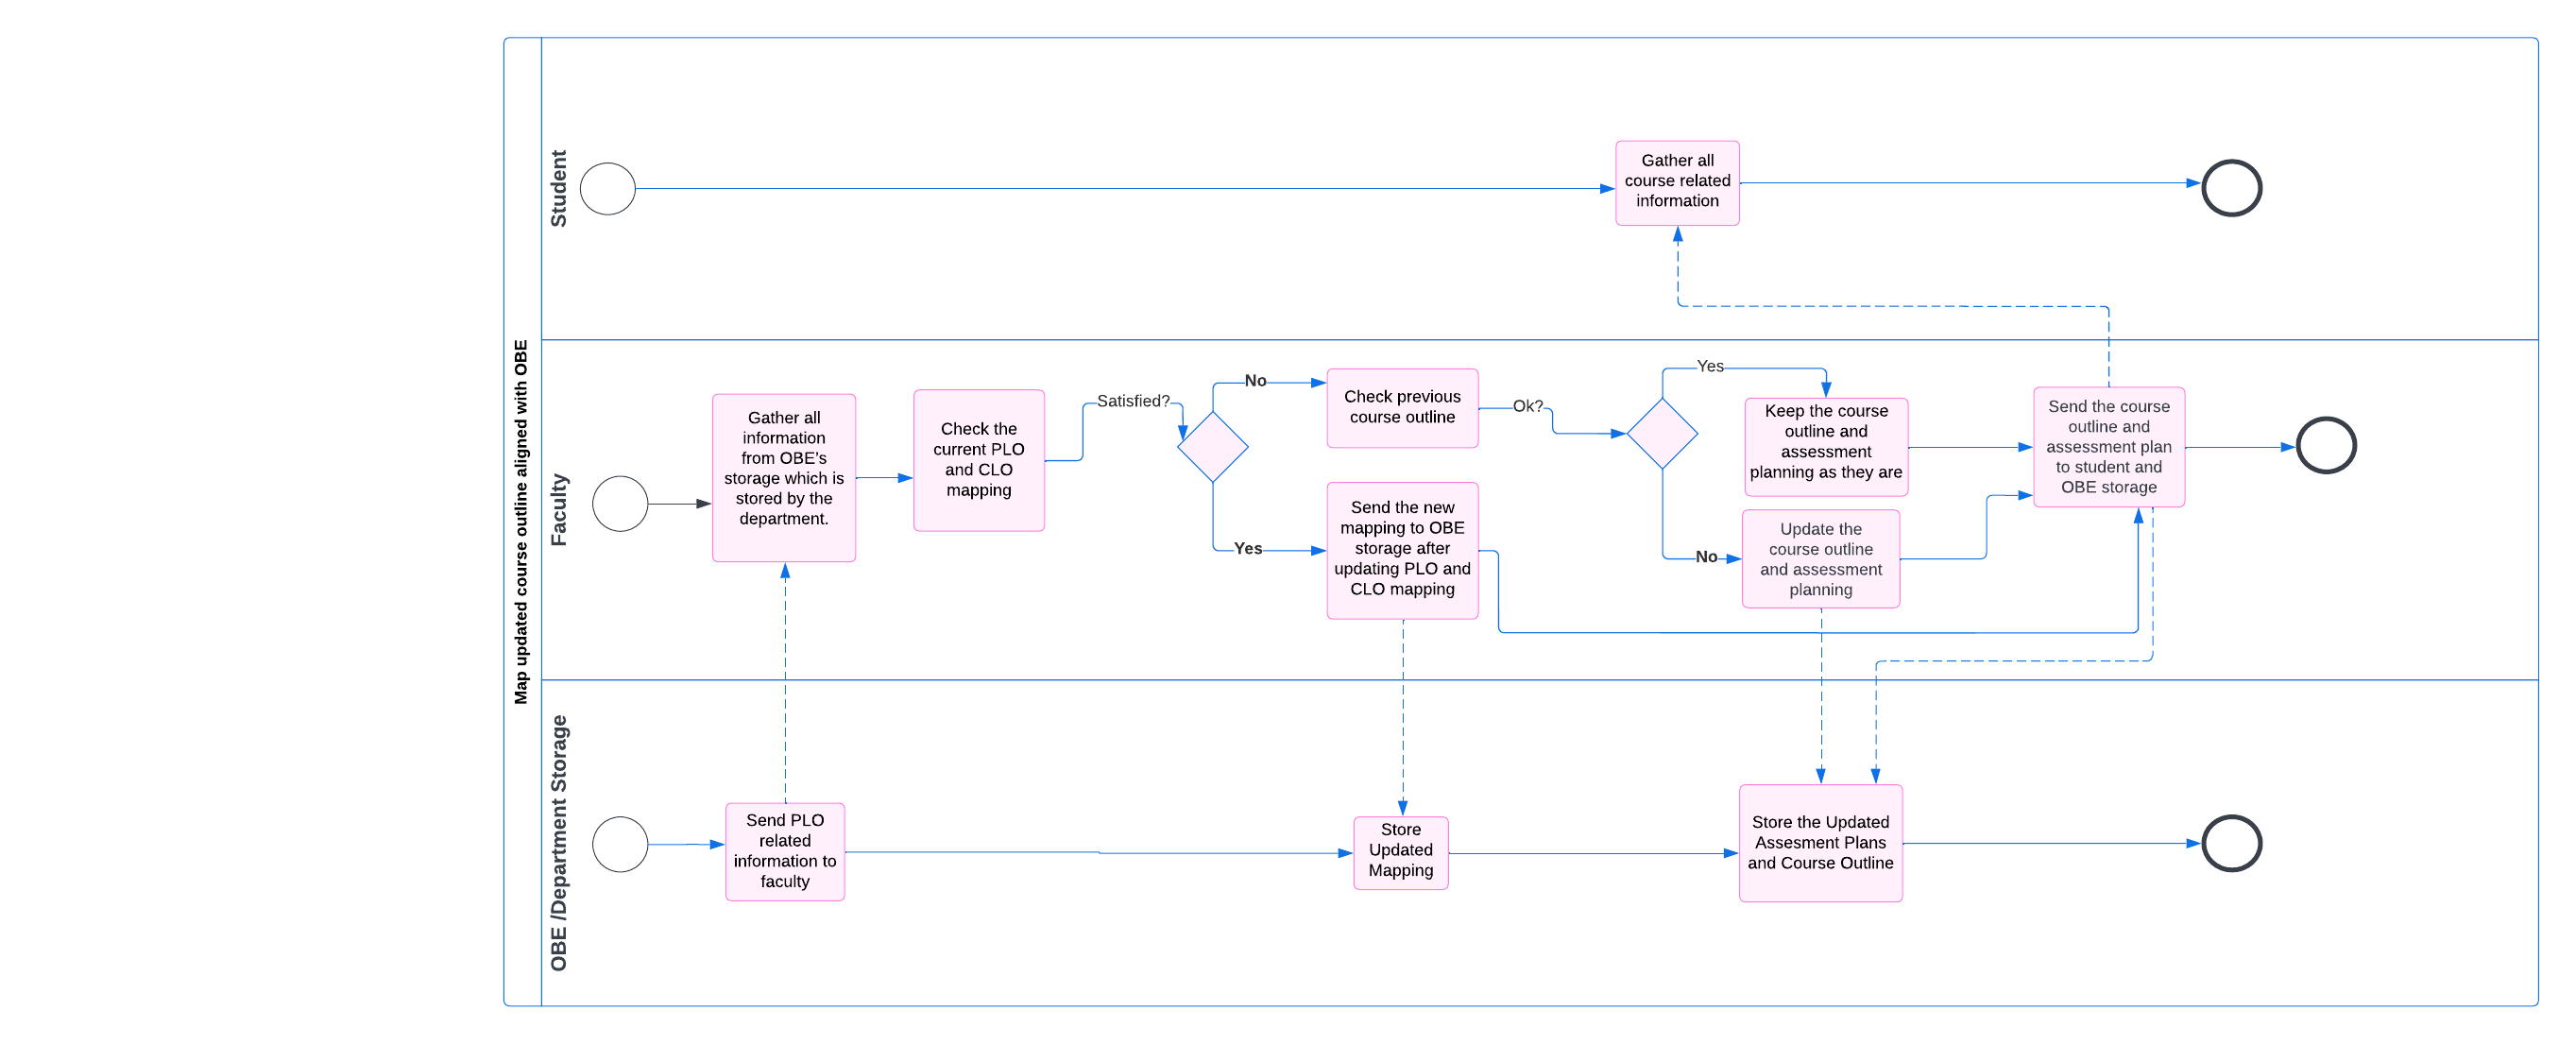 Map updated course outline aligned with OBE
Student
Gather all
course related
information
Faculty
Gather all
information
from OBE's
storage which is
stored by the
department.
Check the
current PLO
and CLO
mapping
Satisfied?
No
Yes
Check previous
course outline
Send the new
mapping to OBE
storage after
updating PLO and
CLO mapping
Ok?
Yes
No
Keep the course
outline and
assessment
planning as they are
Update the
course outline
and assessment
planning
Send the course
outline and
assessment plan
to student and
OBE storage
OBE /Department Storage
Send PLO
related
information to
faculty
Store
Updated
Mapping
Store the Updated
Assesment Plans
and Course Outline